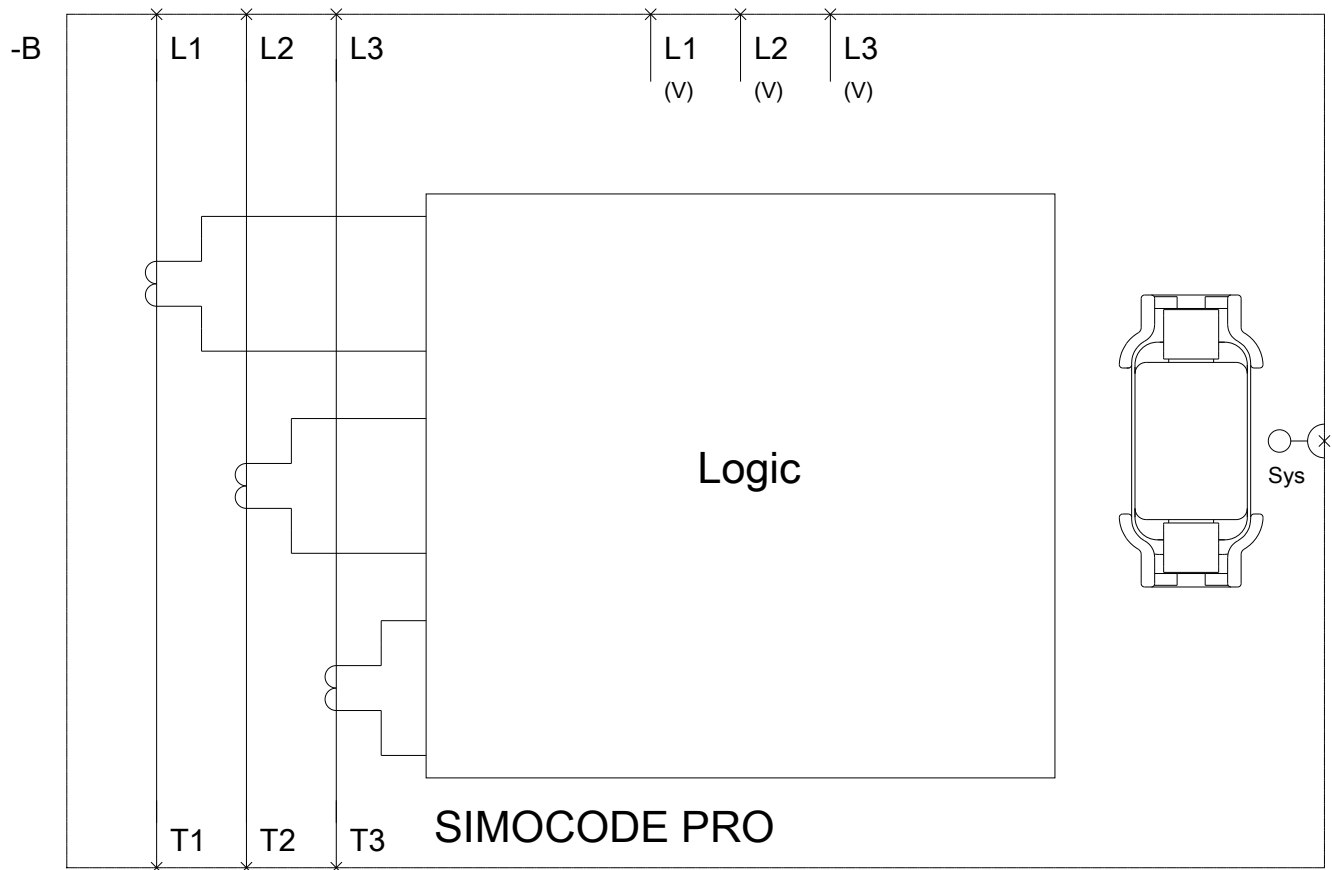 -B
L1 L2 L3 L1 L2 L3
(V) (V) (V)
Logic
Sys
T1 T2 T3 SIMOCODE PRO